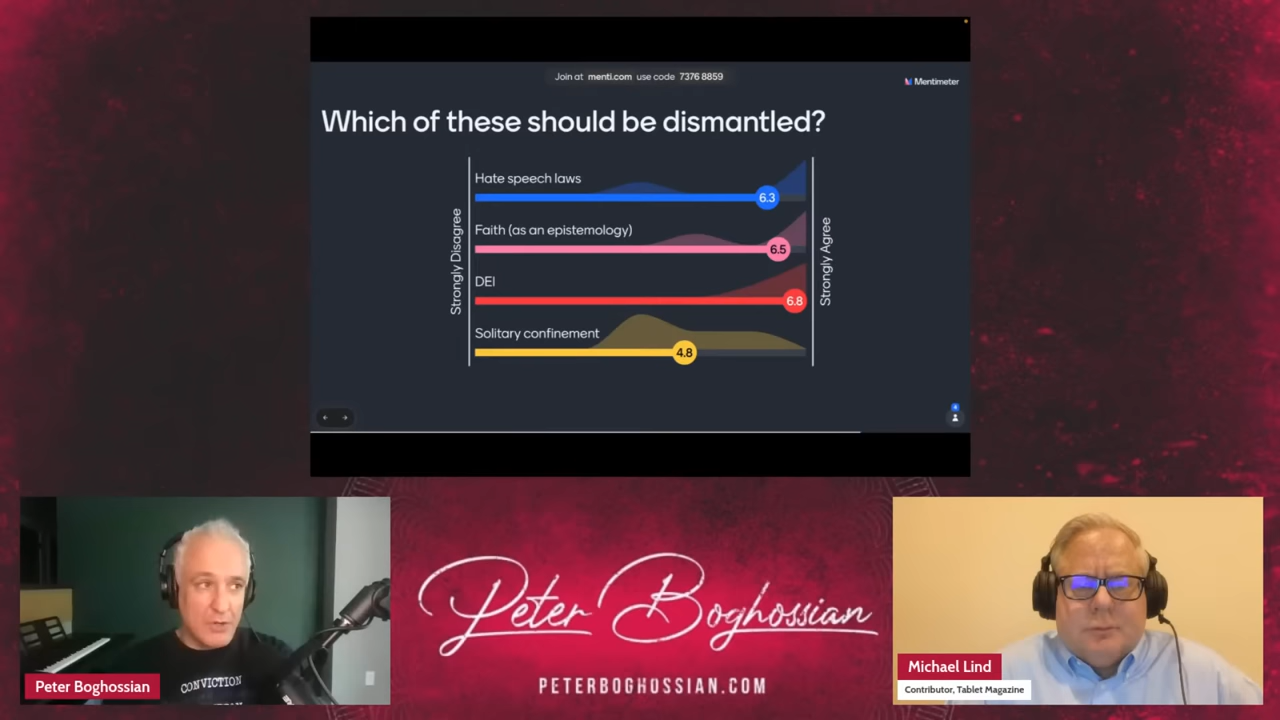 Join at menti.com use code 7376 8859
Mentimeter
Which of these should be dismantled?
Strongly Disagree
Hate speech laws
6.3
Faith (as an epistemology)
6.5
DEI
6.8
Solitary confinement
4.8
Strongly Agree
Peter Boghossian
PETERBOGHOSSIAN.COM
CONVICTION
Peter Boghossian
Michael Lind
Contributor, Tablet Magazine